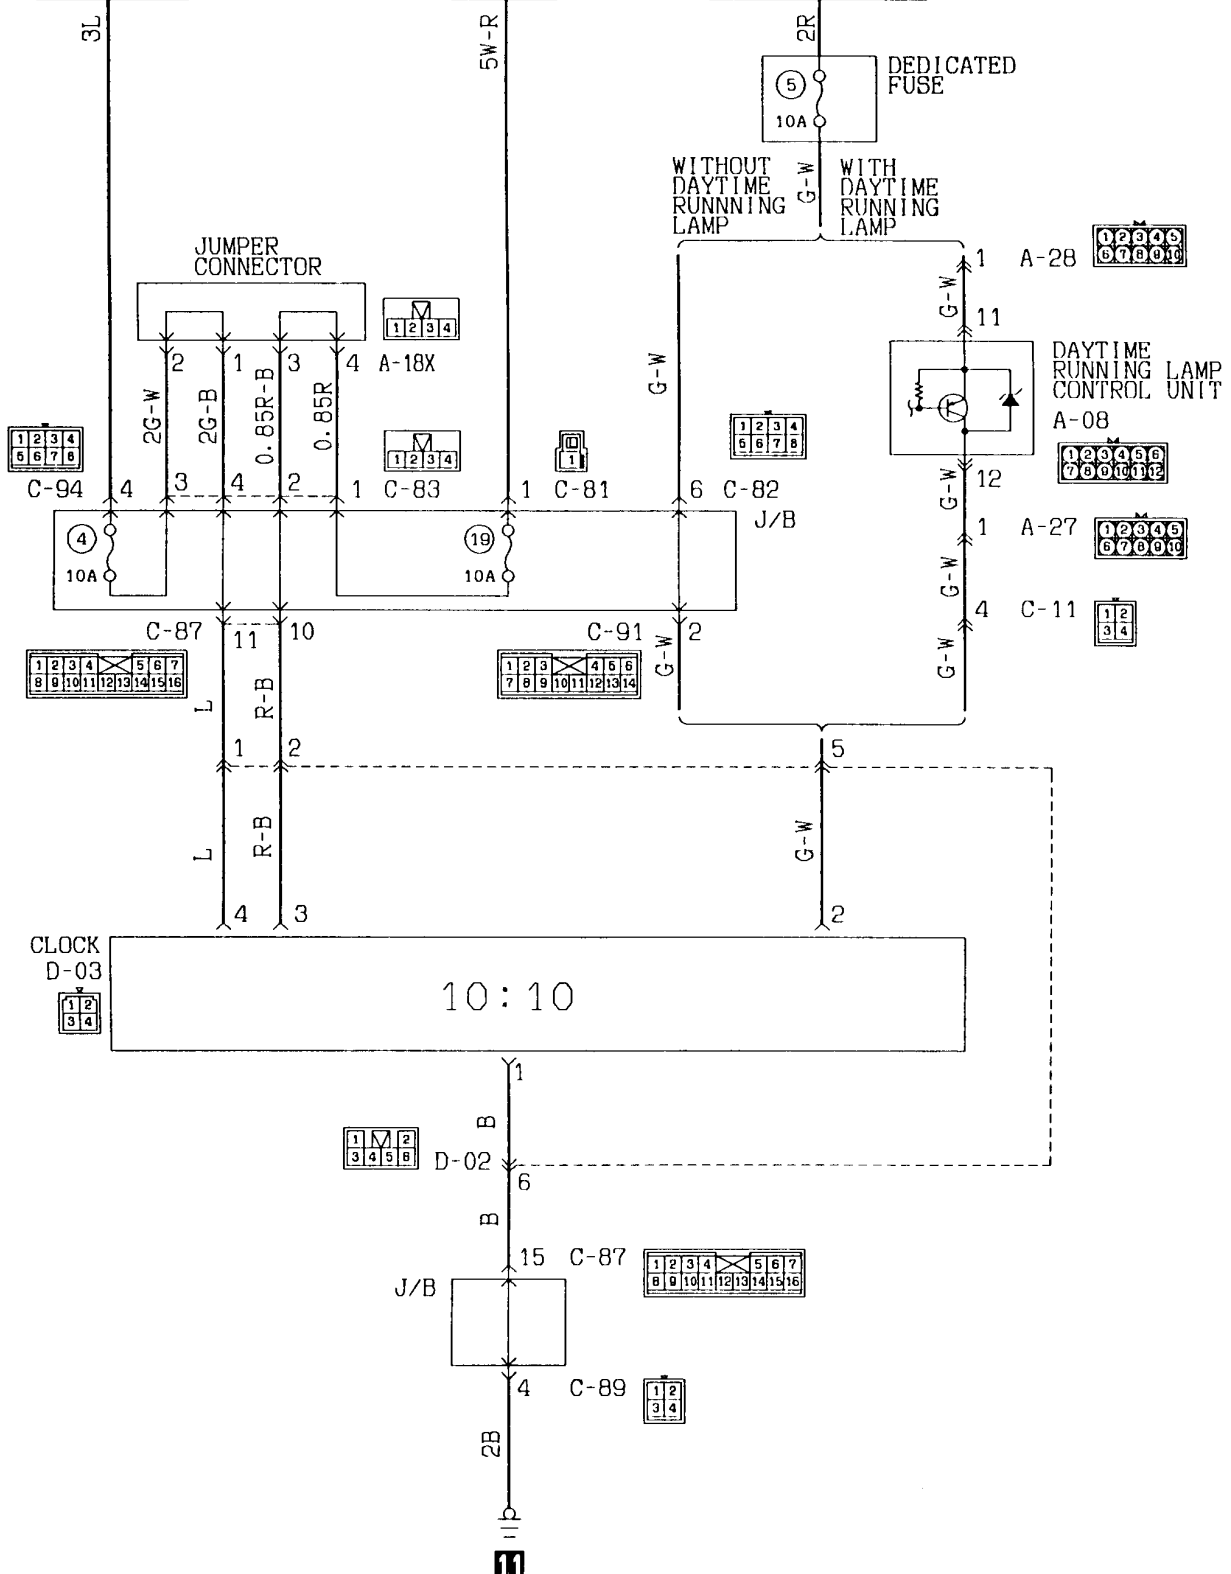 3L
5W-R
2R
DEDICATED
FUSE
5
10A
WITHOUT
DAYTIME
RUNNNING
LAMP
G-W
WITH
DAYTIME
RUNNING
LAMP
JUMPER
CONNECTOR
1 A-28
1 2 3 4 5
6 7 8 9 10
G-W
11
1 2 3 4
2 1 3 4 A-18X
DAYTIME
RUNNING LAMP
CONTROL UNIT
A-08
1 2 3 4 5 6
7 8 9 10 11 12
2G-W
2G-B
0.85R-B
0.85R
G-W
1 2 3 4
5 6 7 8
1 2 3 4
1
1 2 3 4
5 6 7 8
C-94 4 3 4 2 1 C-83 1 C-81 6 C-82
12
G-W
J/B
4
10A
19
10A
1 A-27
1 2 3 4 5
6 7 8 9 10
G-W
4 C-11
1 2
3 4
C-87 11 10 C-91 2
G-W
G-W
1 2 3 4 5 6 7
8 9 10 11 12 13 14 15 16
1 2 3 4 5 6
7 8 9 10 11 12 13 14
L
R-B
1 2 5
L
R-B
G-W
4 3 2
CLOCK
D-03
1 2
3 4
10:10
1
B
1 2
3 4 5 6
D-02
6
B
15 C-87
1 2 3 4 5 6 7
8 9 10 11 12 13 14 15 16
J/B
4 C-89
1 2
3 4
2B
11